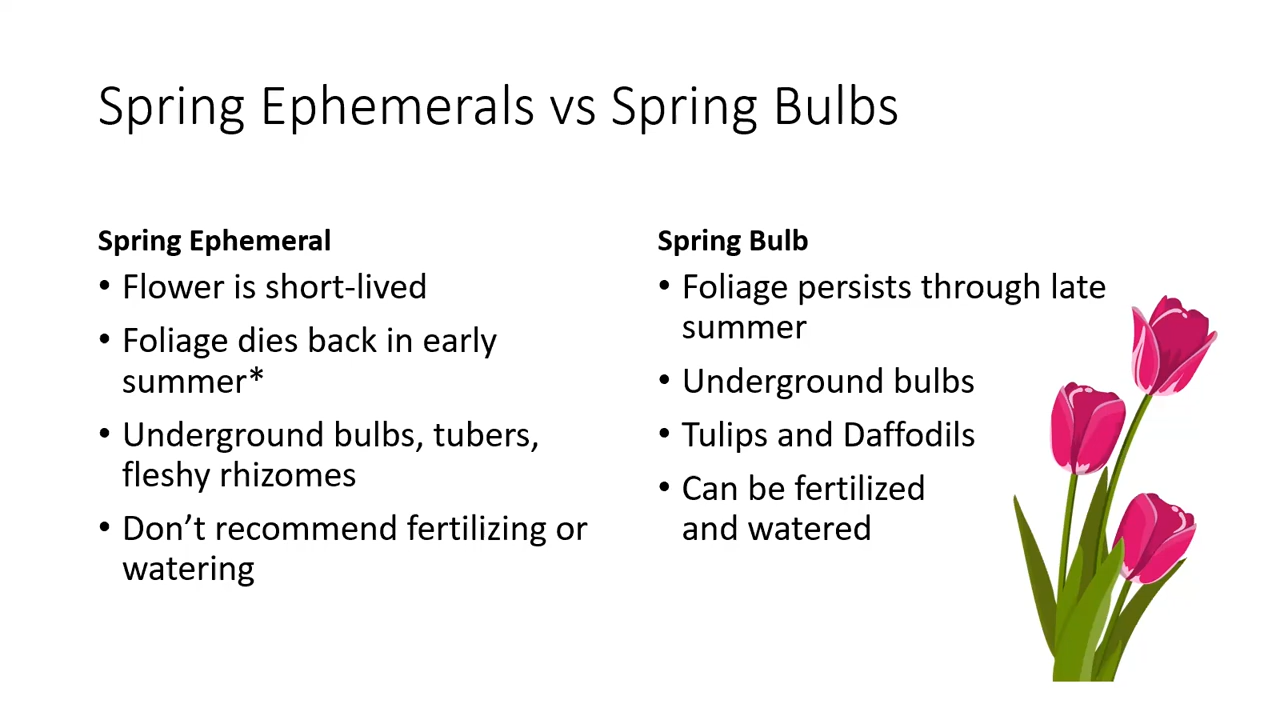 Spring Ephemerals vs Spring Bulbs
Spring Ephemeral
• Flower is short-lived
• Foliage dies back in early
summer*
• Underground bulbs, tubers,
fleshy rhizomes
• Don’t recommend fertilizing or
watering
Spring Bulb
• Foliage persists through late
summer
• Underground bulbs
• Tulips and Daffodils
• Can be fertilized
and watered